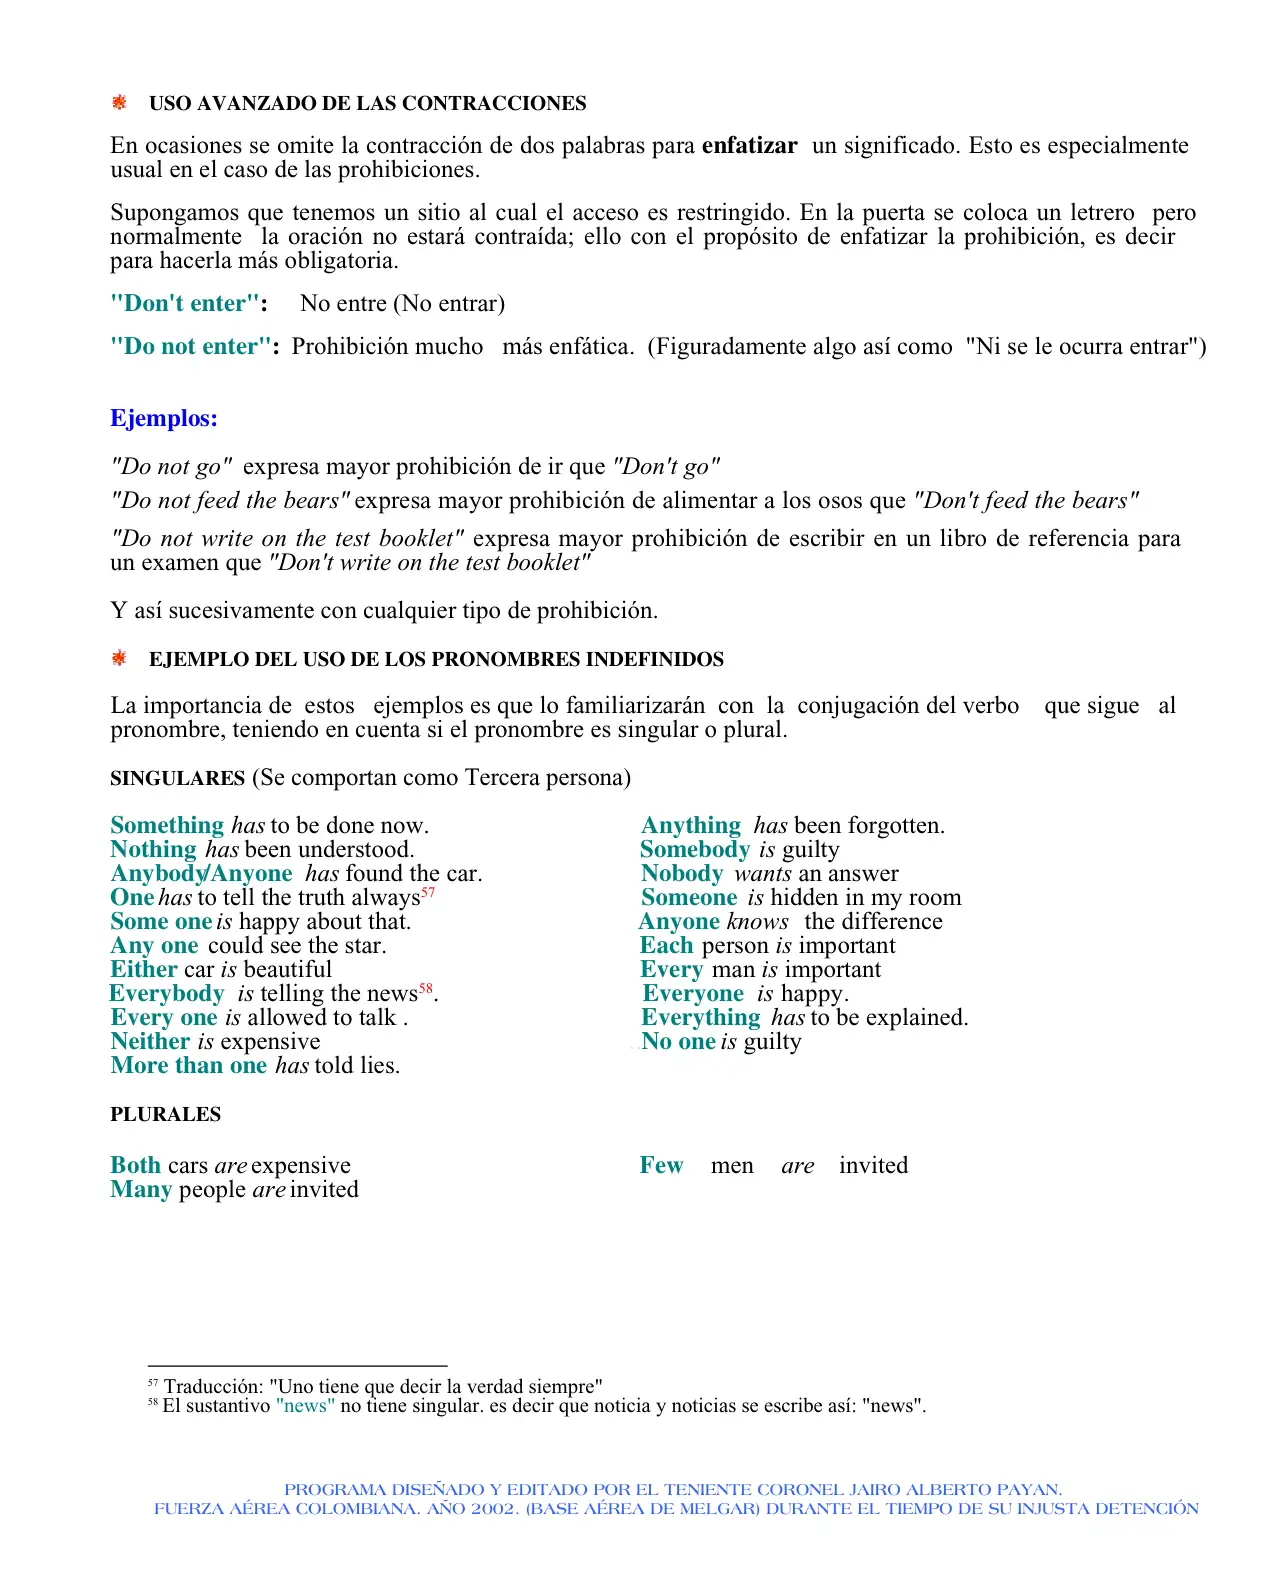 USO AVANZADO DE LAS CONTRACCIONES
En ocasiones se omite la contracción de dos palabras para enfatizar un significado. Esto es especialmente
usual en el caso de las prohibiciones.
Supongamos que tenemos un sitio al cual el acceso es restringido. En la puerta se coloca un letrero pero
normalmente la oración no estará contraída; ello con el propósito de enfatizar la prohibición, es decir
para hacerla más obligatoria.
"Don't enter": No entre (No entrar)
"Do not enter": Prohibición mucho más enfática. (Figuradamente algo así como "Ni se le ocurra entrar")
Ejemplos:
"Do not go" expresa mayor prohibición de ir que "Don't go"
"Do not feed the bears" expresa mayor prohibición de alimentar a los osos que "Don't feed the bears"
"Do not write on the test booklet" expresa mayor prohibición de escribir en un libro de referencia para
un examen que "Don't write on the test booklet"
Y así sucesivamente con cualquier tipo de prohibición.
EJEMPLO DEL USO DE LOS PRONOMBRES INDEFINIDOS
La importancia de estos ejemplos es que lo familiarizarán con la conjugación del verbo que sigue al
pronombre, teniendo en cuenta si el pronombre es singular o plural.
SINGULARES (Se comportan como Tercera persona)
Something has to be done now. Anything has been forgotten.
Nothing has been understood. Somebody is guilty
Anybody/Anyone has found the car. Nobody wants an answer
One has to tell the truth always57 Someone is hidden in my room
Some one is happy about that. Anyone knows the difference
Any one could see the star. Each person is important
Either car is beautiful Every man is important
Everybody is telling the news58. Everyone is happy.
Every one is allowed to talk . Everything has to be explained.
Neither is expensive No one is guilty
More than one has told lies.
PLURALES
Both cars are expensive Few men are invited
Many people are invited
57 Traducción: "Uno tiene que decir la verdad siempre"
58 El sustantivo "news" no tiene singular. es decir que noticia y noticias se escribe así: "news".
PROGRAMA DISEÑADO Y EDITADO POR EL TENIENTE CORONEL JAIRO ALBERTO PAYAN.
FUERZA AÉREA COLOMBIANA. AÑO 2002. (BASE AÉREA DE MELGAR) DURANTE EL TIEMPO DE SU INJUSTA DETENCIÓN